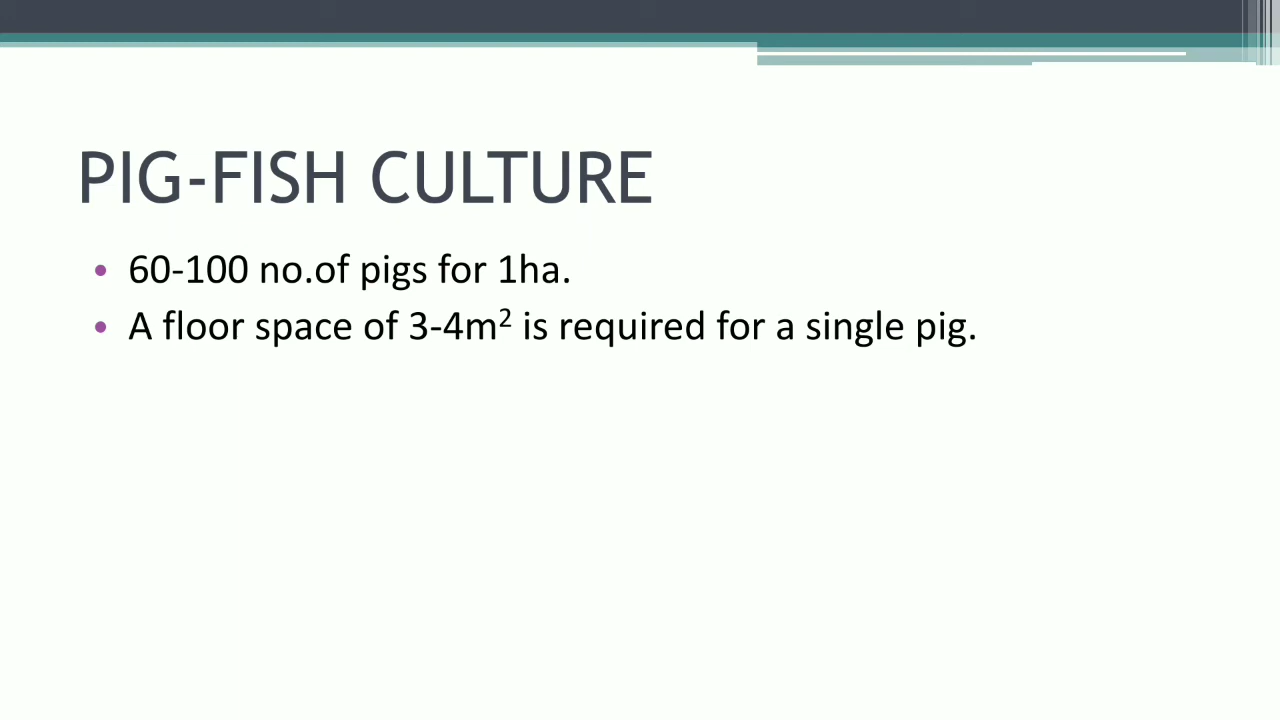 PIG-FISH CULTURE
• 60-100 no.of pigs for 1ha.
• A floor space of 3-4m² is required for a single pig.